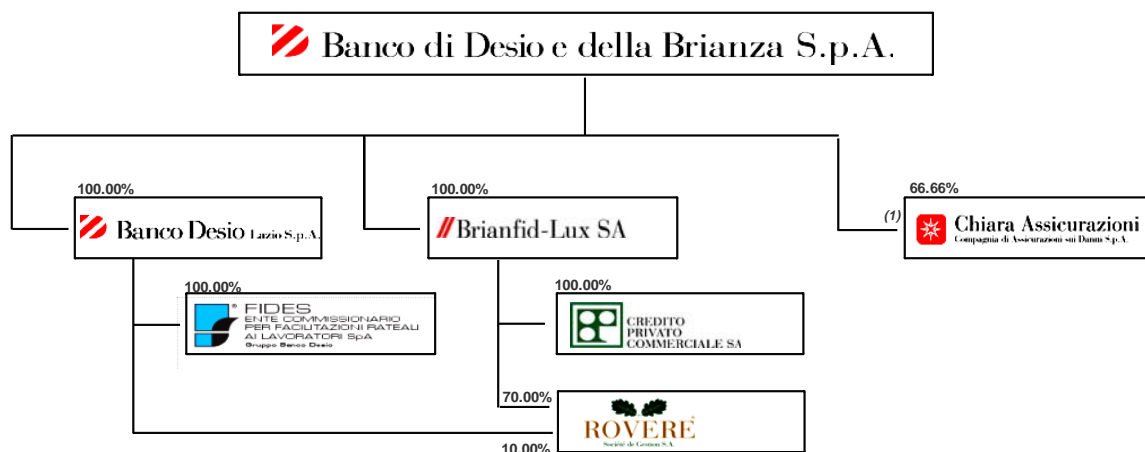 Banco di Desio e della Brianza S.p.A.
100.00%
100.00%
66.66%
Banco Desio Lazio S.p.A.
Brianfid-Lux SA
(1)
Chiara Assicurazioni
Compagnia di Assicurazioni sui Danni S.p.A.
100.00%
100.00%
FIDES
ENTE COMMISSIONARIO
PER FACILITAZIONI RATEALI
AI LAVORATORI SpA
Gruppo Banco Desio
CREDITO
PRIVATO
COMMERCIALE SA
70.00%
ROVERE
Société de Gestion S.A.
10.00%